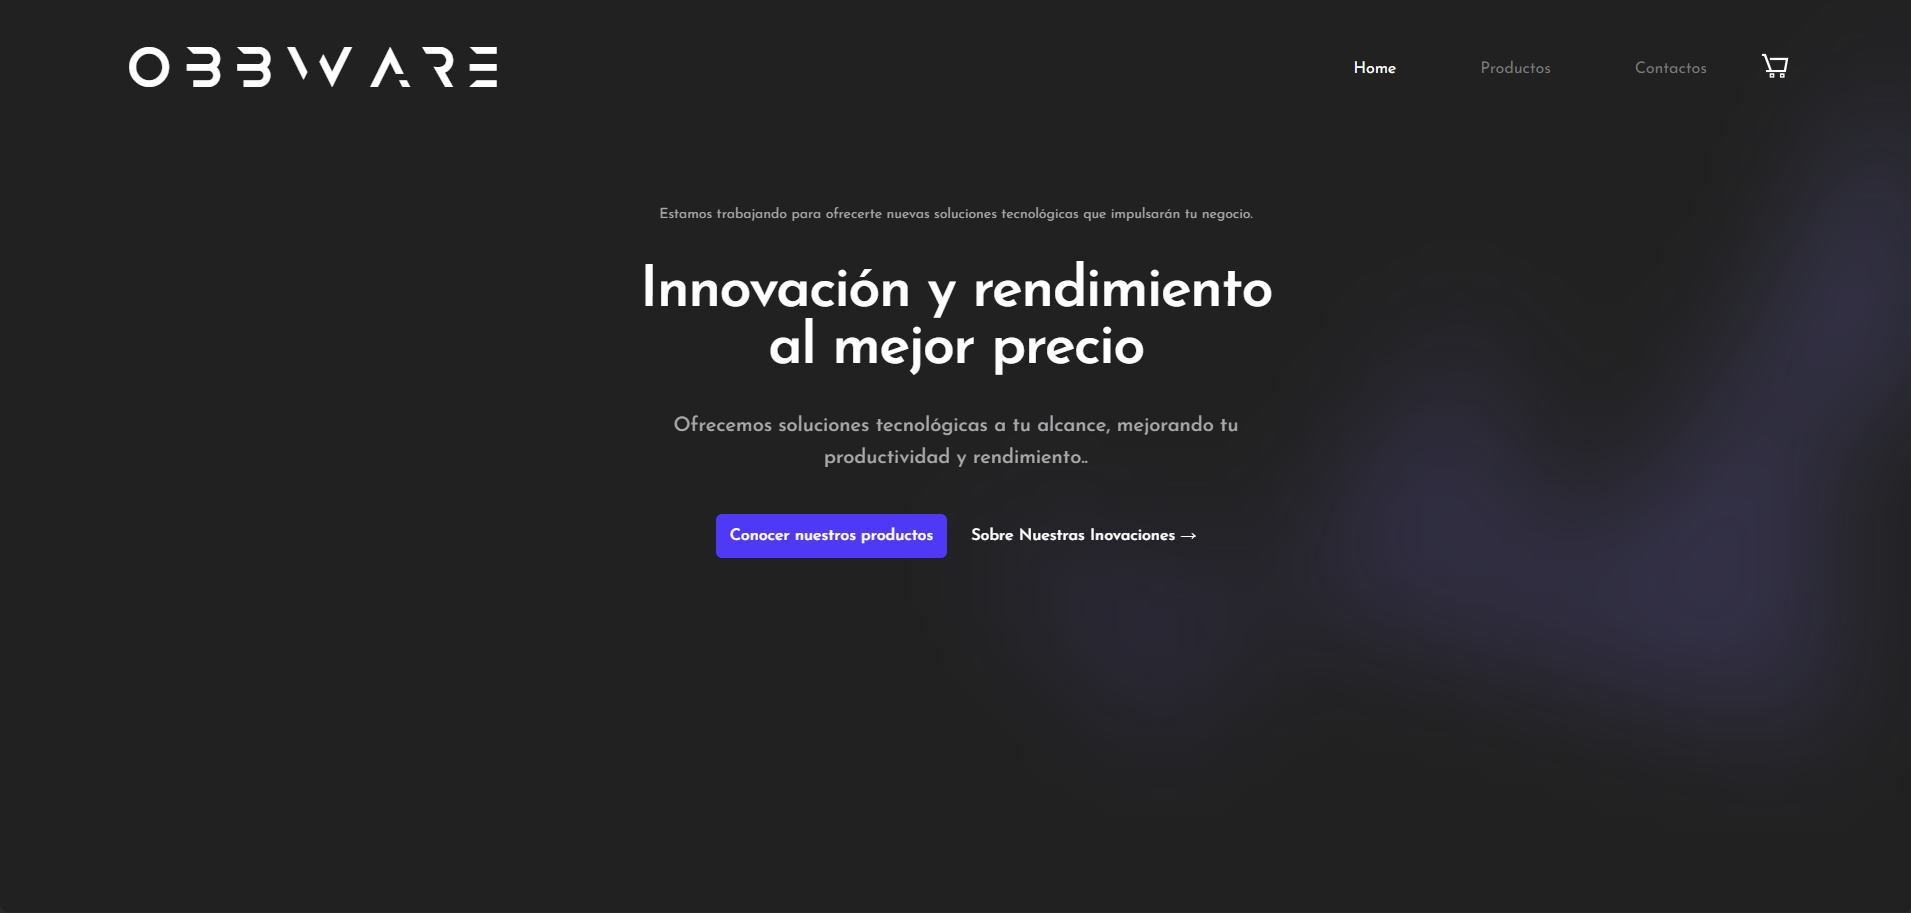 OBBWARE
Home
Productos
Contactos
Estamos trabajando para ofrecerte nuevas soluciones tecnológicas que impulsarán tu negocio.
Innovación y rendimiento
al mejor precio
Ofrecemos soluciones tecnológicas a tu alcance, mejorando tu
productividad y rendimiento..
Conocer nuestros productos
Sobre Nuestras Inovaciones →